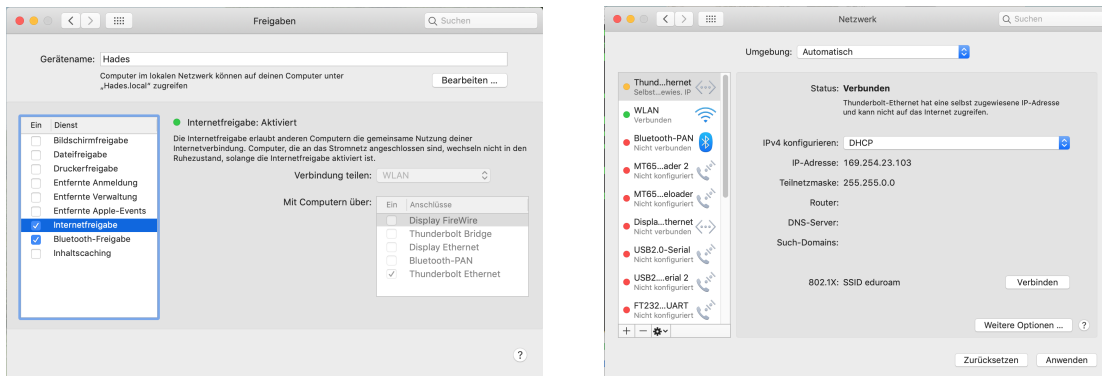 Freigaben
Suchen
Gerätename: Hades
Computer im lokalen Netzwerk können auf deinen Computer unter
„Hades.local“ zugreifen
Bearbeiten ...
Ein Dienst
Bildschirmfreigabe
Dateifreigabe
Druckerfreigabe
Entfernte Anmeldung
Entfernte Verwaltung
Entfernte Apple-Events
Internetfreigabe
Bluetooth-Freigabe
Inhaltscaching
Internetfreigabe: Aktiviert
Die Internetfreigabe erlaubt anderen Computern die gemeinsame Nutzung deiner
Internetverbindung. Computer, die an das Stromnetz angeschlossen sind, wechseln nicht in den
Ruhezustand, solange die Internetfreigabe aktiviert ist.
Verbindung teilen: WLAN
Mit Computern über:
Ein Anschlüsse
Display FireWire
Thunderbolt Bridge
Display Ethernet
Bluetooth-PAN
Thunderbolt Ethernet
?
Netzwerk
Suchen
Umgebung: Automatisch
Thund...hernet
Selbst...ewies. IP
WLAN
Verbunden
Bluetooth-PAN
Nicht verbunden
MT65...ader 2
Nicht konfiguriert
MT65...eloader
Nicht konfiguriert
Displa...thernet
Nicht verbunden
USB2.0-Serial
Nicht konfiguriert
USB2....erial 2
Nicht konfiguriert
FT232...UART
Nicht konfiguriert
Status: Verbunden
Thunderbolt-Ethernet hat eine selbst zugewiesene IP-Adresse
und kann nicht auf das Internet zugreifen.
IPv4 konfigurieren: DHCP
IP-Adresse: 169.254.23.103
Teilnetzmaske: 255.255.0.0
Router:
DNS-Server:
Such-Domains:
802.1X: SSID eduroam
Verbinden
Weitere Optionen ... ?
Zurücksetzen Anwenden